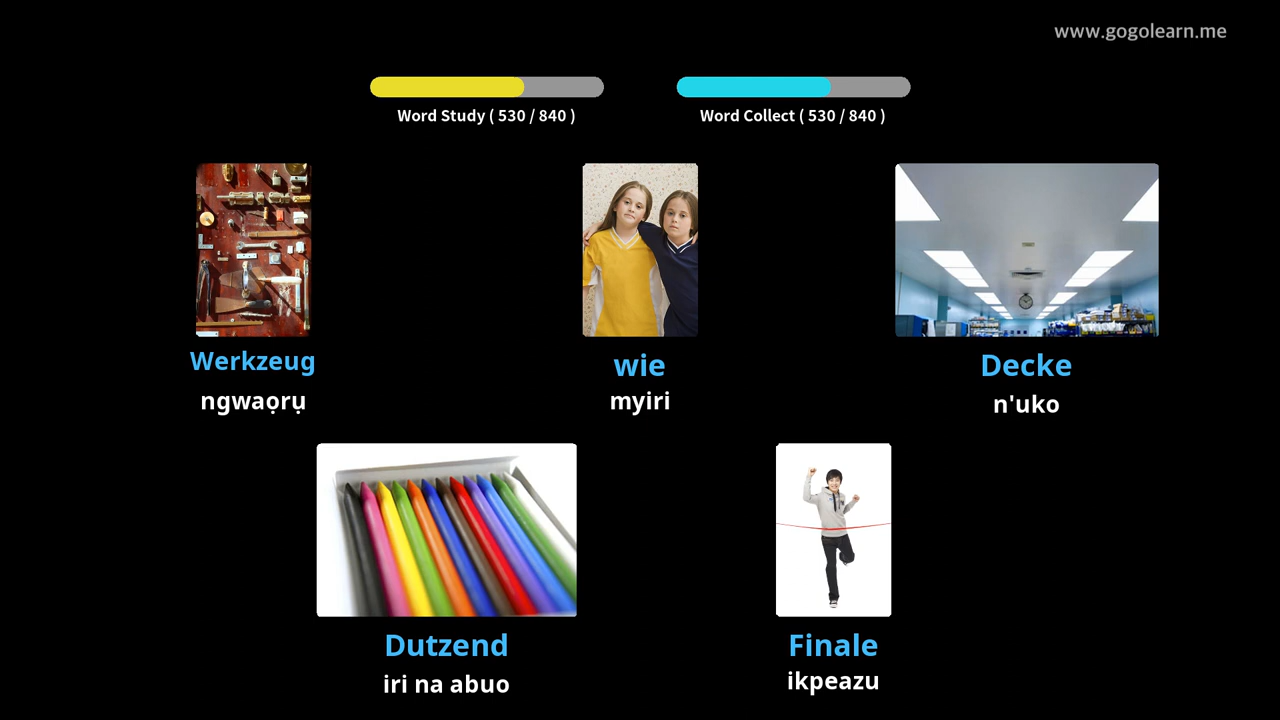 www.gogolearn.me
Word Study ( 530 / 840 )
Word Collect ( 530 / 840 )
Werkzeug
ngwaọrụ
wie
myiri
Decke
n'uko
Dutzend
iri na abuo
Finale
ikpeazu